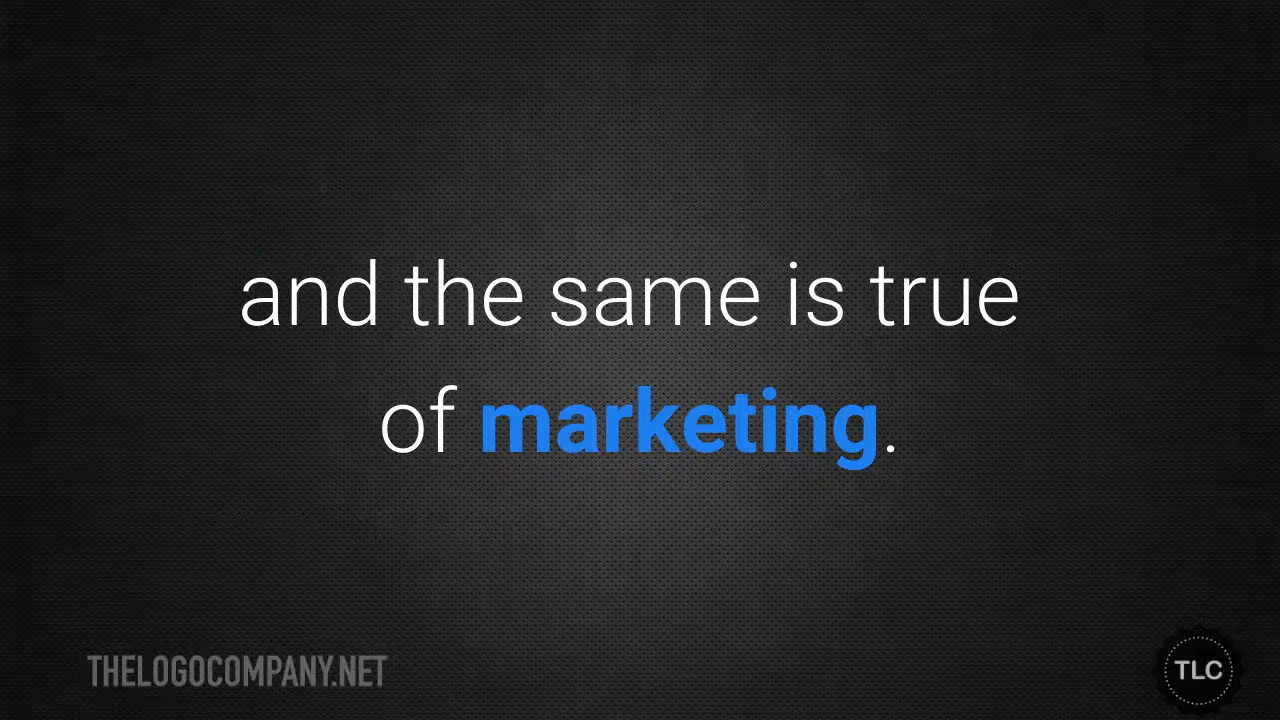 and the same is true
of marketing.
THELOGOCOMPANY.NET
TLC